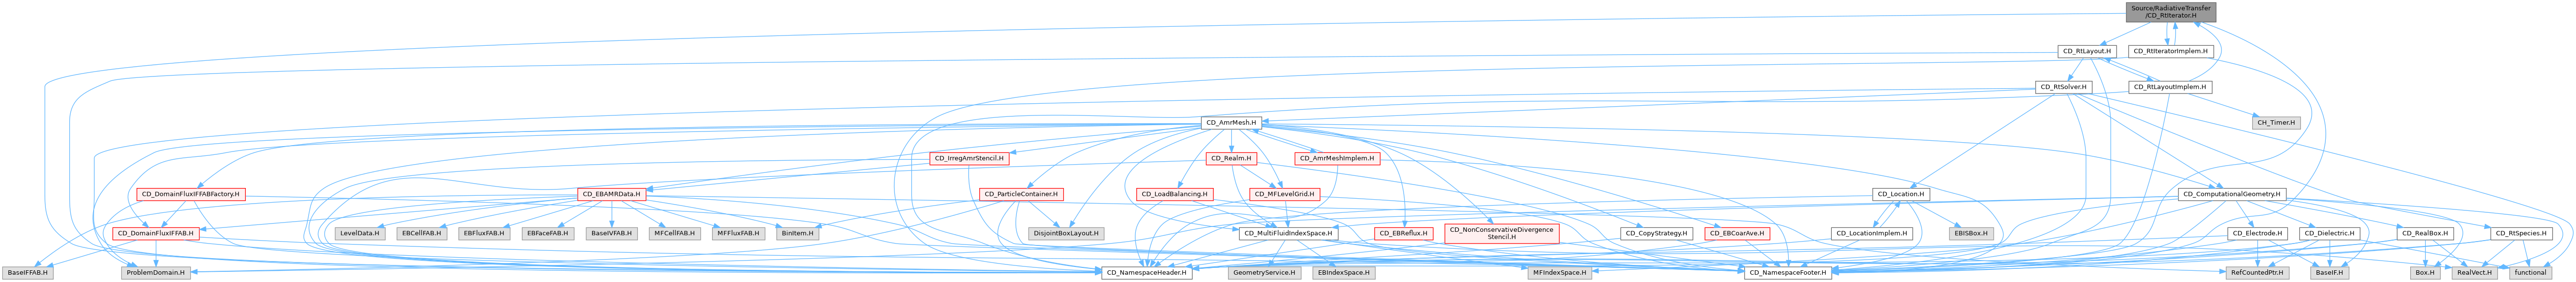 Source/RadiativeTransfer
/CD_RtIterator.H
CD_RtLayout.H
CD_RtIteratorImplem.H
CD_RtSolver.H
CD_RtLayoutImplem.H
CD_AmrMesh.H
CH_Timer.H
CD_IrregAmrStencil.H
CD_Realm.H
CD_AmrMeshImplem.H
CD_DomainFluxIFFABFactory.H
CD_EBAMRData.H
CD_ParticleContainer.H
CD_LoadBalancing.H
CD_MFLevelGrid.H
CD_Location.H
CD_ComputationalGeometry.H
CD_DomainFluxIFFAB.H
LevelData.H
EBCellFAB.H
EBFluxFAB.H
EBFaceFAB.H
BaseIVFAB.H
MFCellFAB.H
MFFluxFAB.H
BinItem.H
DisjointBoxLayout.H
CD_MultiFluidIndexSpace.H
CD_EBReflux.H
CD_NonConservativeDivergence
Stencil.H
CD_CopyStrategy.H
CD_EBCoarAve.H
CD_LocationImplem.H
EBISBox.H
CD_Electrode.H
CD_Dielectric.H
CD_RealBox.H
CD_RtSpecies.H
BaseIFFAB.H
ProblemDomain.H
CD_NamespaceHeader.H
GeometryService.H
EBIndexSpace.H
MFIndexSpace.H
CD_NamespaceFooter.H
RefCountedPtr.H
BaseIF.H
Box.H
RealVect.H
functional